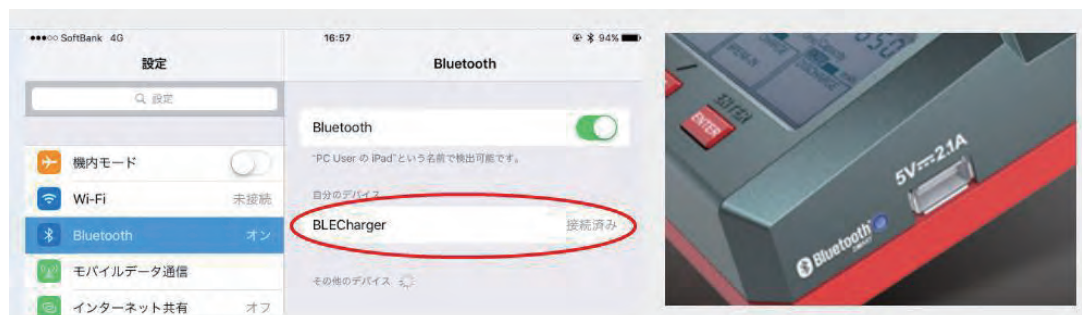 SoftBank 4G
16:57
94%
設定
Bluetooth
設定
Bluetooth
"PC User の iPad"という名前で検出可能です。
機内モード
Wi-Fi
未接続
自分のデバイス
BLECharger
接続済み
Bluetooth
オン
モバイルデータ通信
その他のデバイス
インターネット共有
オフ
ENTER
5V 2.1A
Bluetooth
SMART